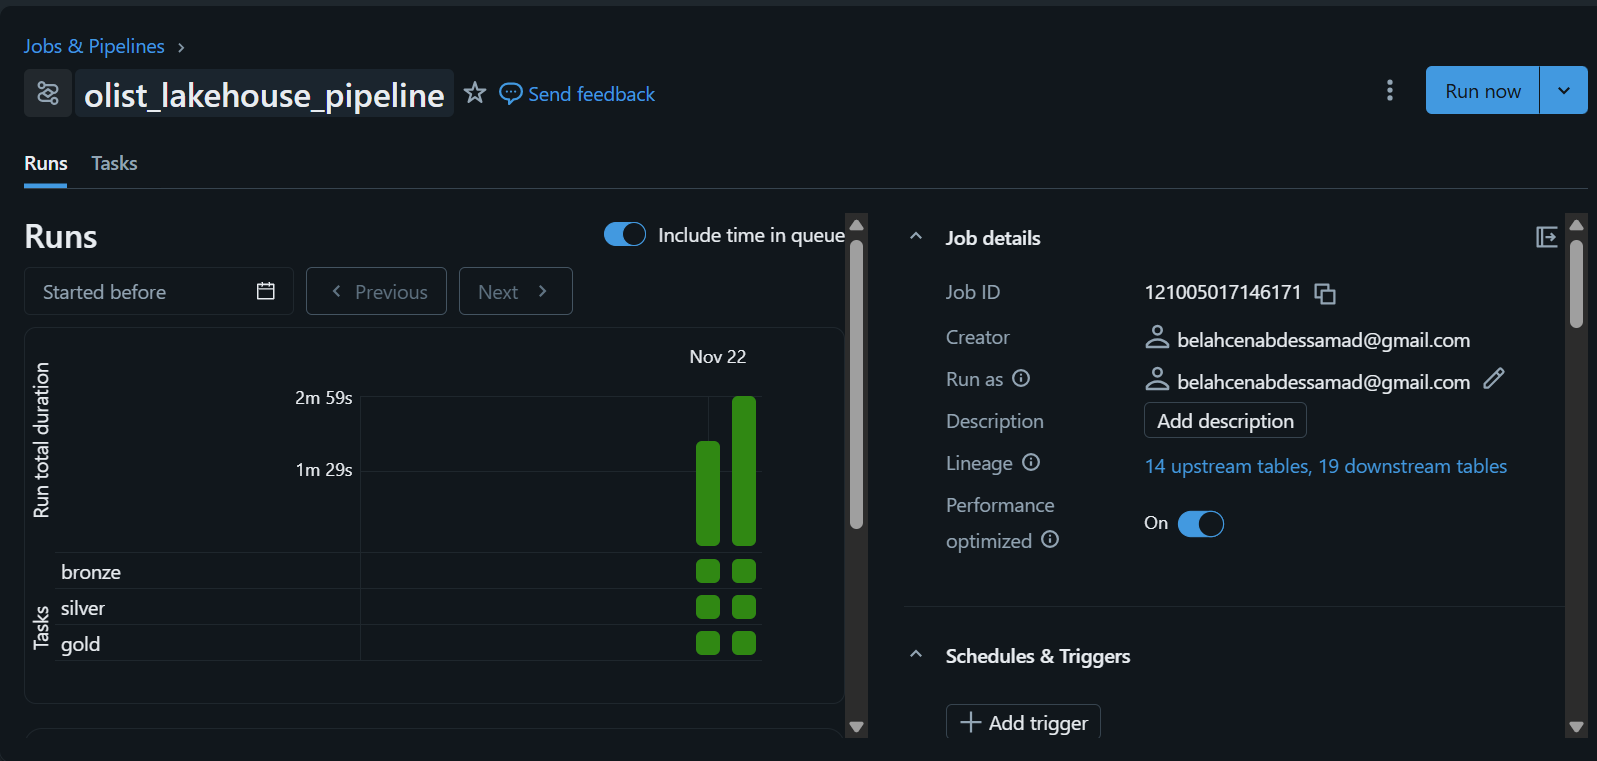 Jobs & Pipelines
olist_lakehouse_pipeline
Send feedback
Run now
Runs
Tasks
Runs
Include time in queue
Started before
Previous
Next
Run total duration
Nov 22
2m 59s
1m 29s
Tasks
bronze
silver
gold
Job details
Job ID
121005017146171
Creator
belahcenabdessamad@gmail.com
Run as
belahcenabdessamad@gmail.com
Description
Add description
Lineage
14 upstream tables, 19 downstream tables
Performance
optimized
On
Schedules & Triggers
Add trigger